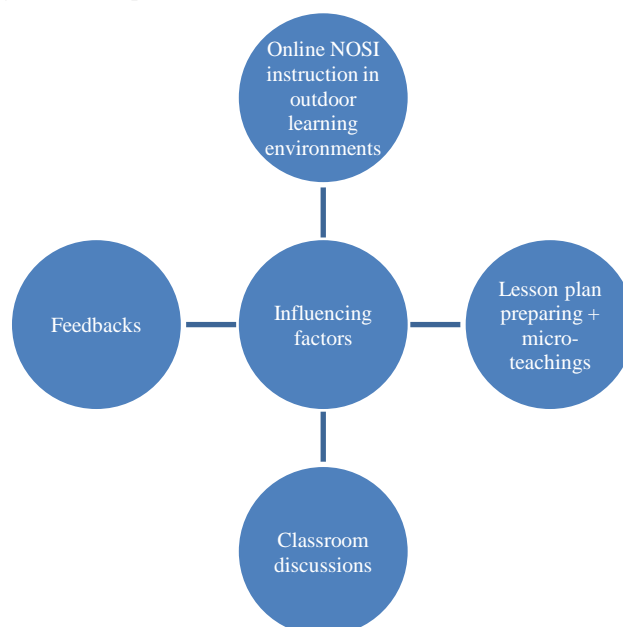 Online NOSI
instruction in
outdoor
learning
environments
Feedbacks
Influencing
factors
Lesson plan
preparing +
micro-
teachings
Classroom
discussions